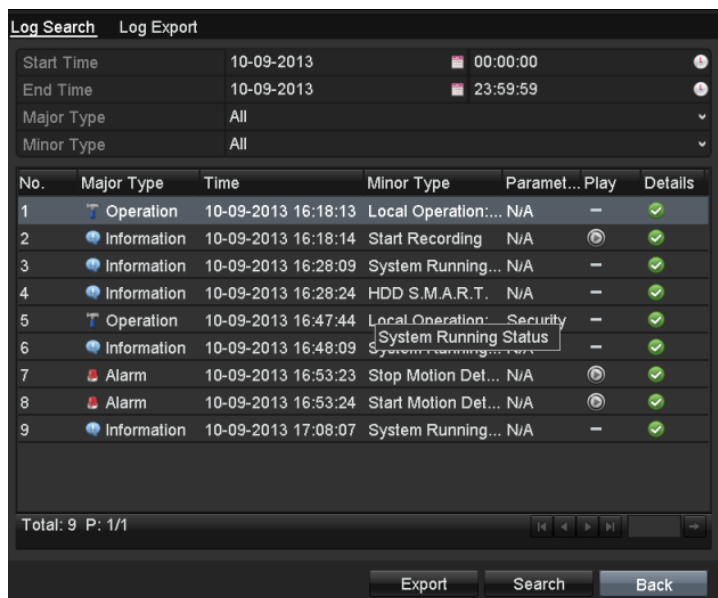 Log Search Log Export
Start Time 10-09-2013 00:00:00
End Time 10-09-2013 23:59:59
Major Type All
Minor Type All
No. Major Type Time Minor Type Paramet... Play Details
1 Operation 10-09-2013 16:18:13 Local Operation:... N/A –
2 Information 10-09-2013 16:18:14 Start Recording N/A
3 Information 10-09-2013 16:28:09 System Running... N/A –
4 Information 10-09-2013 16:28:24 HDD S.M.A.R.T. N/A –
5 Operation 10-09-2013 16:47:44 Local Operation: Security –
System Running Status
6 Information 10-09-2013 16:48:09 System Running... N/A –
7 Alarm 10-09-2013 16:53:23 Stop Motion Det... N/A
8 Alarm 10-09-2013 16:53:24 Start Motion Det... N/A
9 Information 10-09-2013 17:08:07 System Running... N/A –
Total: 9 P: 1/1
Export Search Back